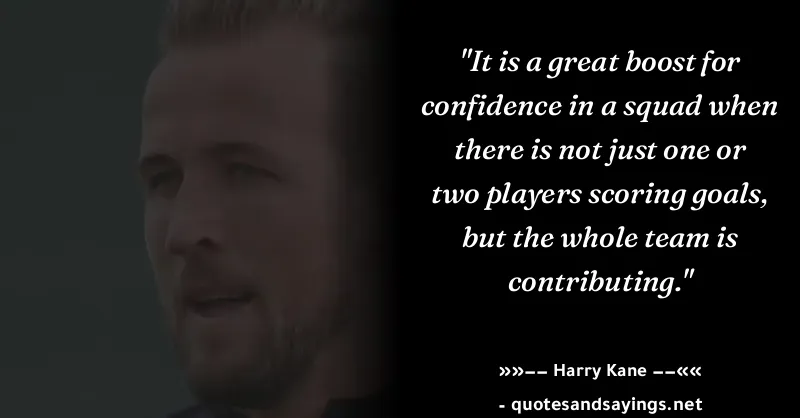 "It is a great boost for
confidence in a squad when
there is not just one or
two players scoring goals,
but the whole team is
contributing."
»»−− Harry Kane −−««
- quotesandsayings.net